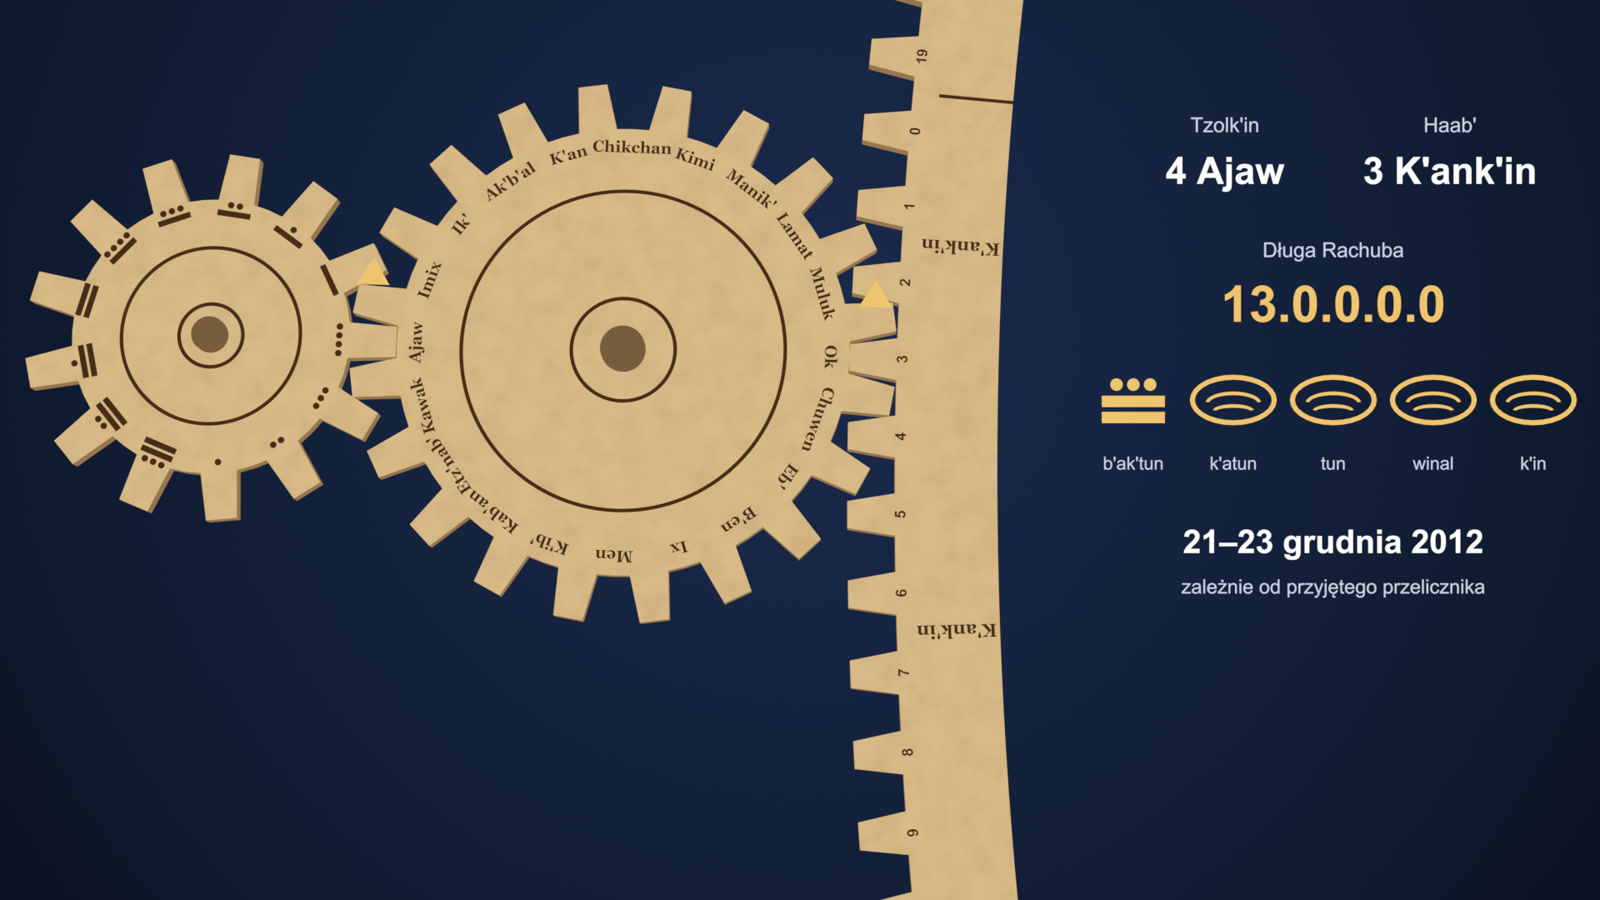 Imix
Ik'
Ak'b'al
K'an
Chikchan
Kimi
Manik'
Lamat
Muluk
Ok
Chuwen
Eb'
B'en
Ix
Men
K'ib'
Kab'an
Etz'nab'
Kawak
Ajaw
19
0
1
2
3
4
5
6
7
8
9
K'ank'in
K'ank'in
Tzolk'in
4 Ajaw
Haab'
3 K'ank'in
Długa Rachuba
13.0.0.0.0
b'ak'tun k'atun tun winal k'in
21–23 grudnia 2012
zależnie od przyjętego przelicznika